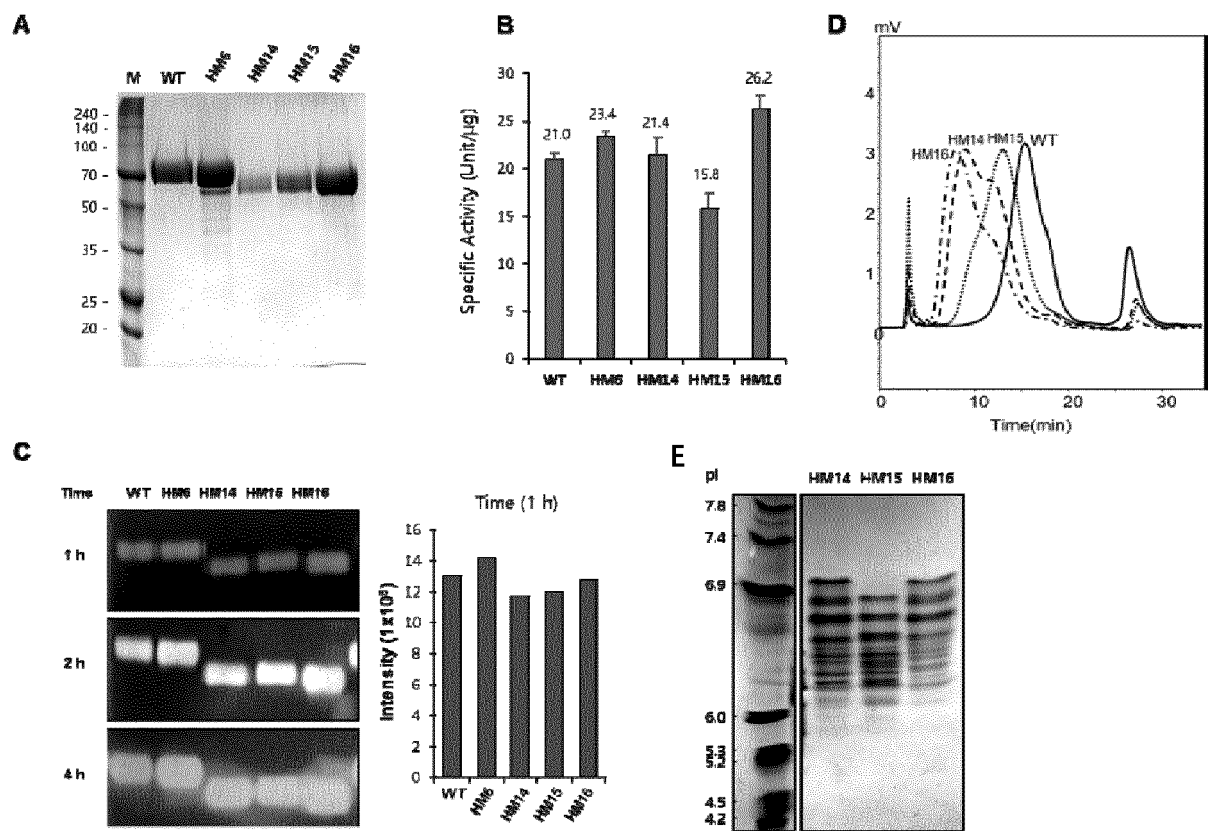 A
M WT HM6 HM14 HM15 HM16
240 -
140 -
100 -
70 -
50 -
35 -
25 -
20 -
B
Specific Activity (Unit/µg)
30
25
20
15
10
5
0
21.0
23.4
21.4
15.8
26.2
WT HM6 HM14 HM15 HM16
D
mV
4
3
2
1
0
HM16 HM14 HM15 WT
0 10 20 30
Time(min)
C
Time WT HM6 HM14 HM15 HM16
1 h
2 h
4 h
Time (1 h)
Intensity (1x10⁸)
16
14
12
10
8
6
4
2
0
WT HM6 HM14 HM15 HM16
E
pI HM14 HM15 HM16
7.8
7.4
6.9
6.0
5.3
5.2
4.5
4.2